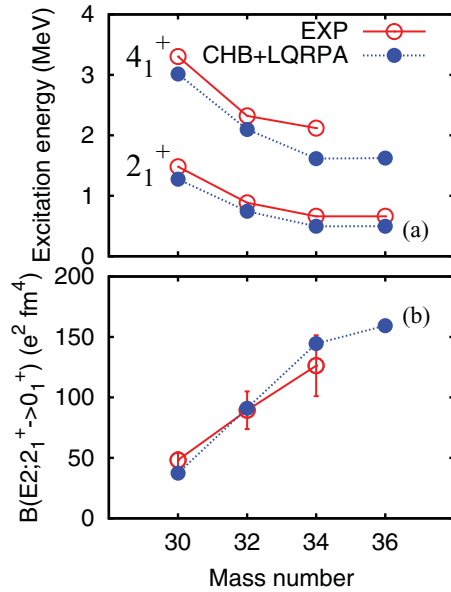 EXP
CHB+LQRPA
Excitation energy (MeV)
4
3
2
1
0
4₁⁺
2₁⁺
(a)
B(E2;2₁⁺->0₁⁺) (e² fm⁴)
200
150
100
50
0
(b)
30 32 34 36
Mass number